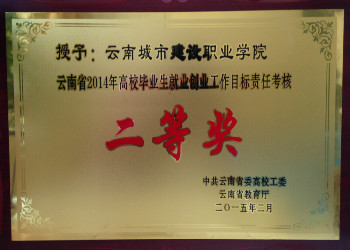 授予：云南城市建设职业学院
云南省2014年高校毕业生就业创业工作目标责任考核
二等奖
中共云南省委高校工委
云南省教育厅
二〇一五年二月